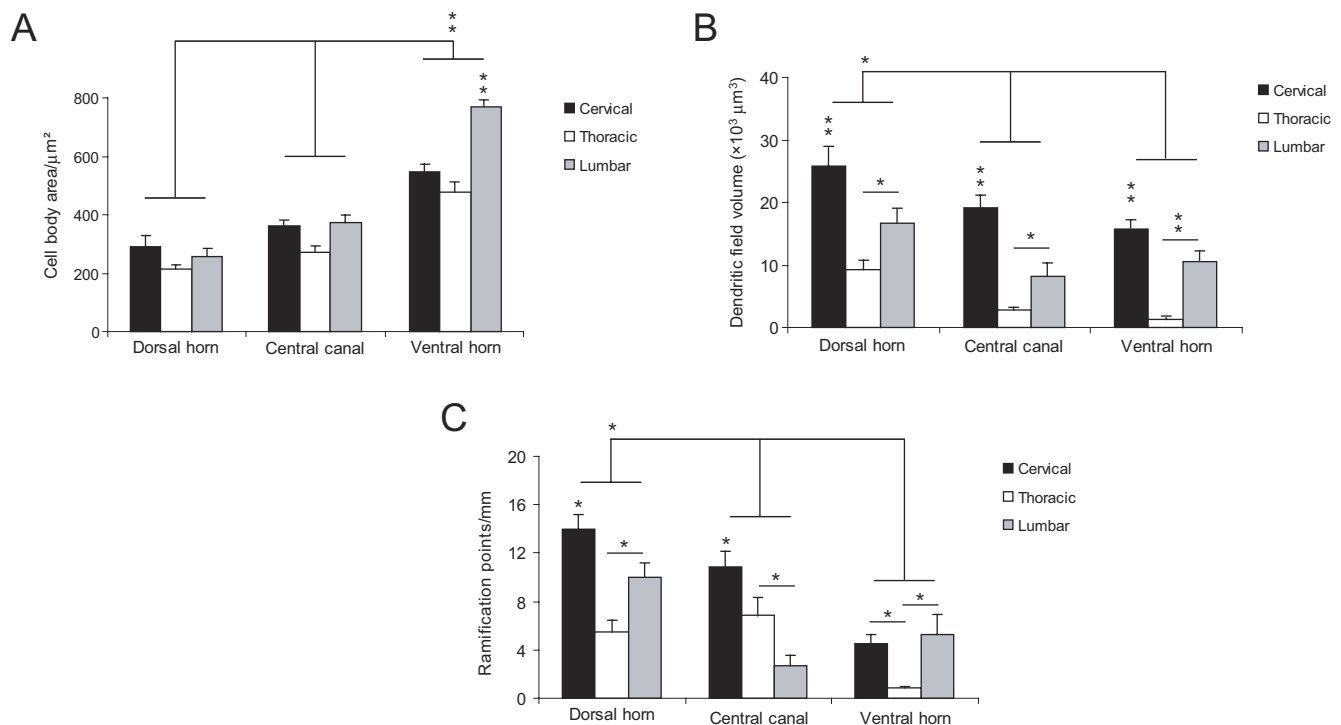 A
**
Cell body area/μm²
800
600
400
200
0
**
Dorsal horn
Central canal
Ventral horn
Cervical
Thoracic
Lumbar
B
*
Dendritic field volume (×10³ μm³)
40
30
20
10
0
**
*
**
*
**
**
Dorsal horn
Central canal
Ventral horn
Cervical
Thoracic
Lumbar
C
*
Ramification points/mm
20
16
12
8
4
0
*
*
*
*
*
*
Dorsal horn
Central canal
Ventral horn
Cervical
Thoracic
Lumbar